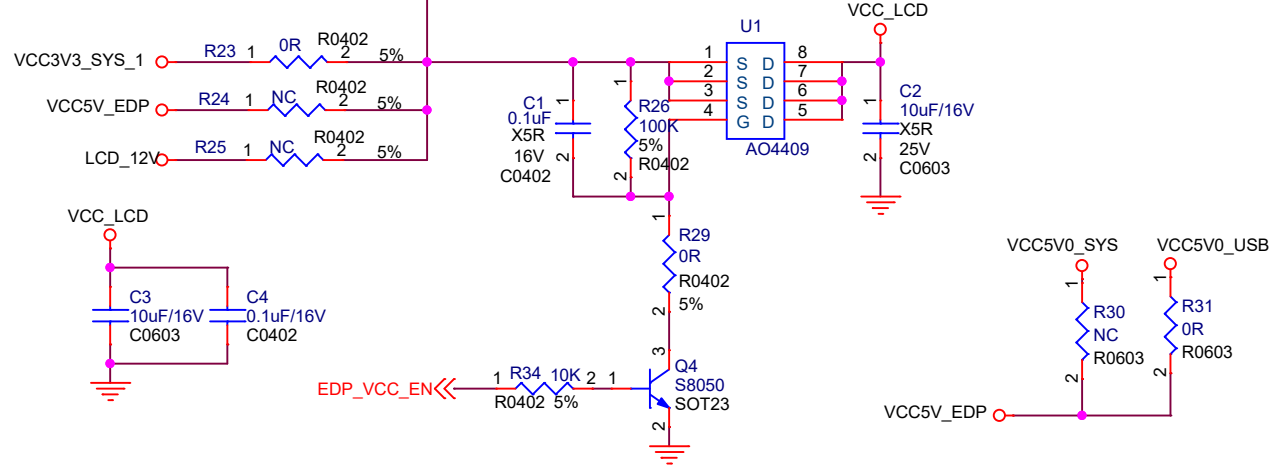 VCC_LCD
U1
VCC3V3_SYS_1 R23 1 0R 2 R0402 5%
VCC5V_EDP R24 1 NC 2 R0402 5%
LCD_12V R25 1 NC 2 R0402 5%
1 S D 8
2 S D 7
3 S D 6
4 G D 5
AO4409
1
C1
0.1uF
X5R
16V
C0402
2
1
R26
100K
5%
R0402
2
1
C2
10uF/16V
X5R
25V
C0603
2
VCC_LCD
C3
10uF/16V
C0603
C4
0.1uF/16V
C0402
1
R29
0R
R0402
5%
2
EDP_VCC_EN
1 R34 10K 2
R0402 5%
1
3
Q4
S8050
SOT23
2
VCC5V0_SYS
VCC5V0_USB
1
R30
NC
R0603
2
1
R31
0R
R0603
2
VCC5V_EDP